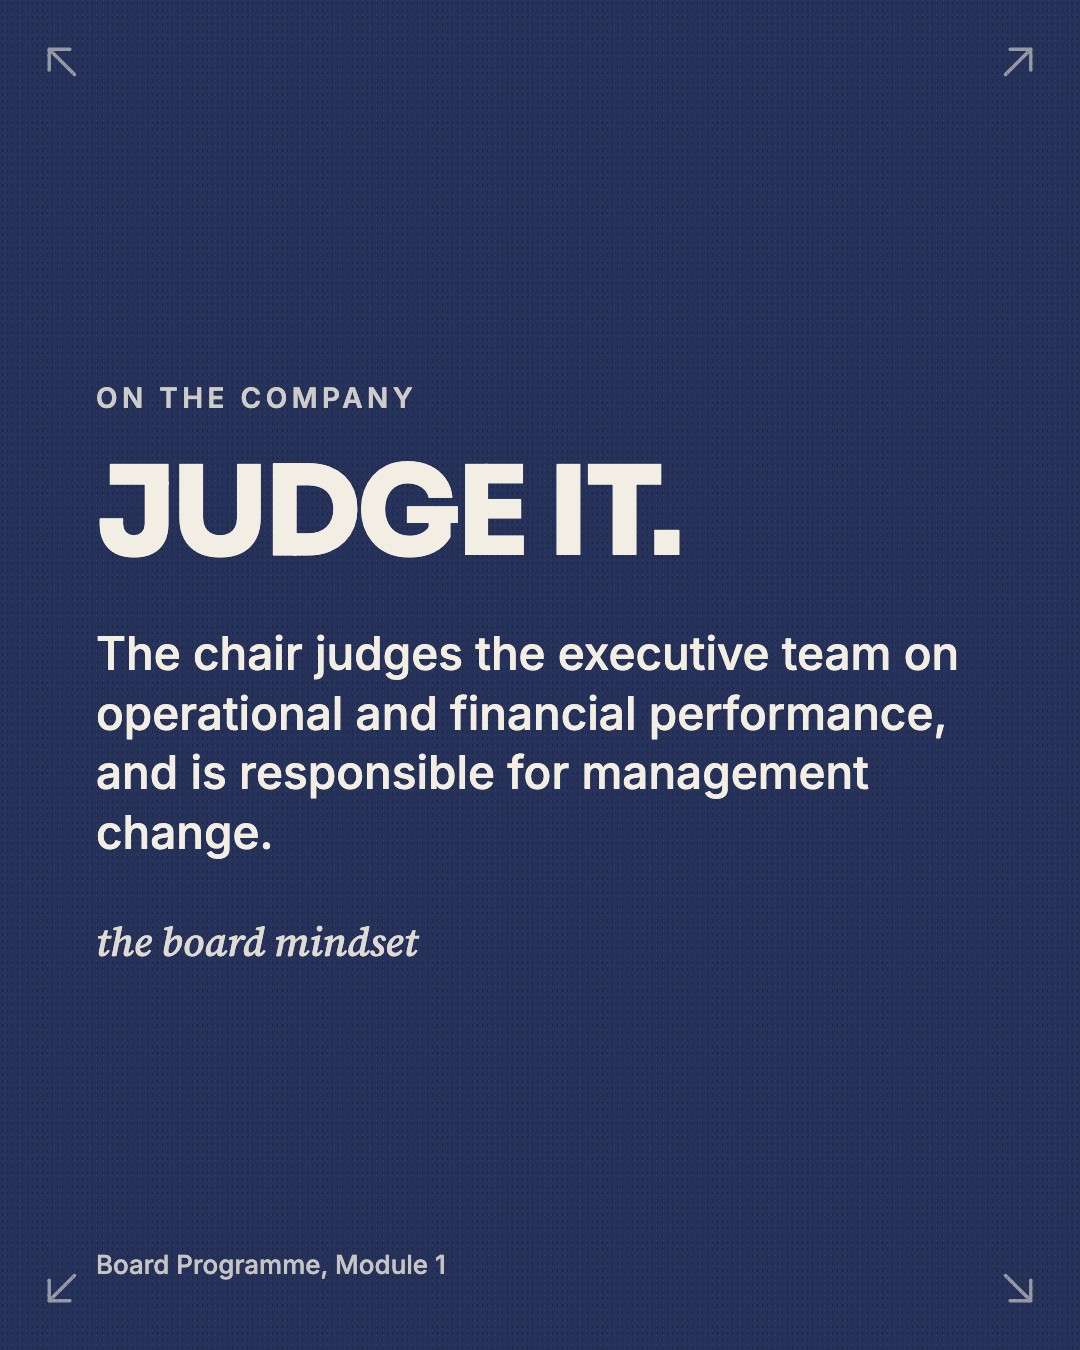 ON THE COMPANY
JUDGE IT.
The chair judges the executive team on
operational and financial performance,
and is responsible for management
change.
the board mindset
Board Programme, Module 1